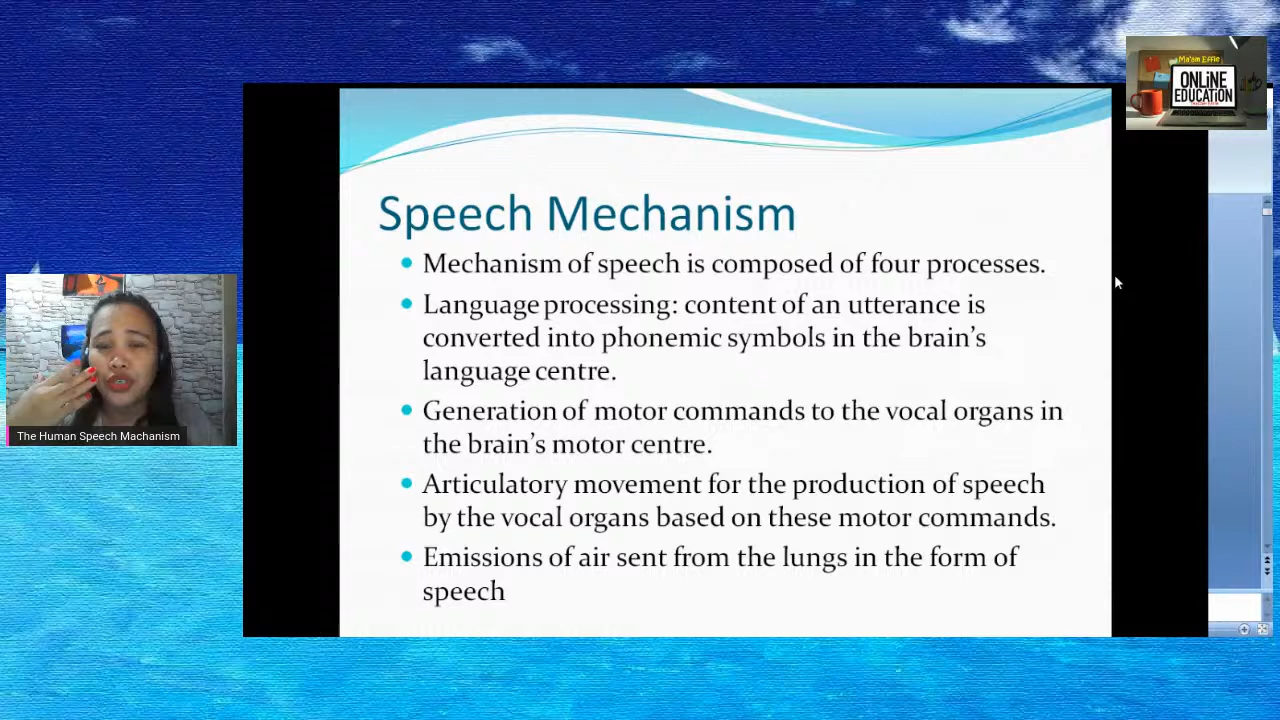 Ma'am Effie
ONLiNE
EDUCATION
Speech Mechanism
Mechanism of speech is composed of four processes.
Language processing: content of an utterance is
converted into phonemic symbols in the brain's
language centre.
Generation of motor commands to the vocal organs in
the brain's motor centre.
Articulatory movement for the production of speech
by the vocal organs based on these motor commands.
Emissions of air sent from the lungs in the form of
speech
The Human Speech Machanism